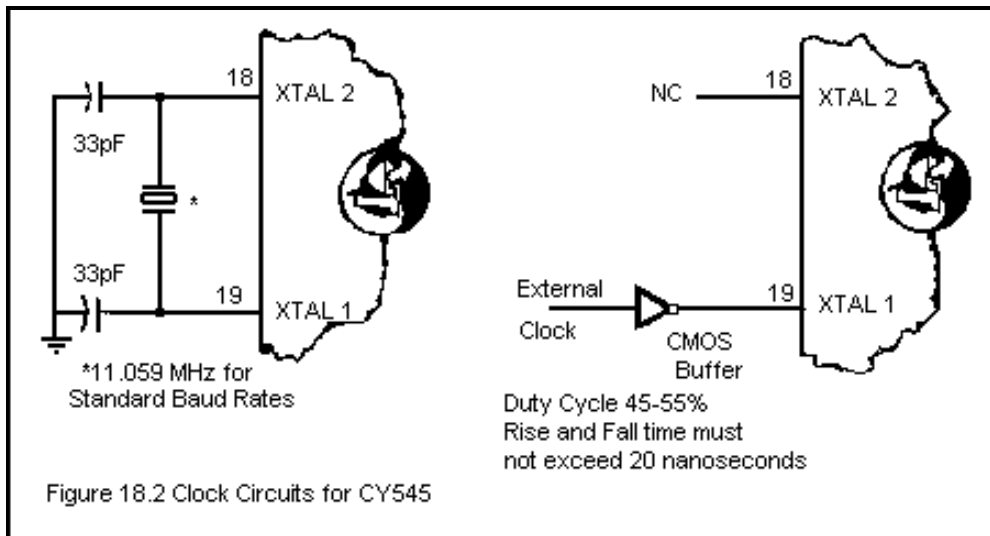 18
XTAL 2
33pF
*
33pF
19
XTAL 1
*11.059 MHz for
Standard Baud Rates
NC
18
XTAL 2
External
Clock
19
XTAL 1
CMOS
Buffer
Duty Cycle 45-55%
Rise and Fall time must
not exceed 20 nanoseconds
Figure 18.2 Clock Circuits for CY545